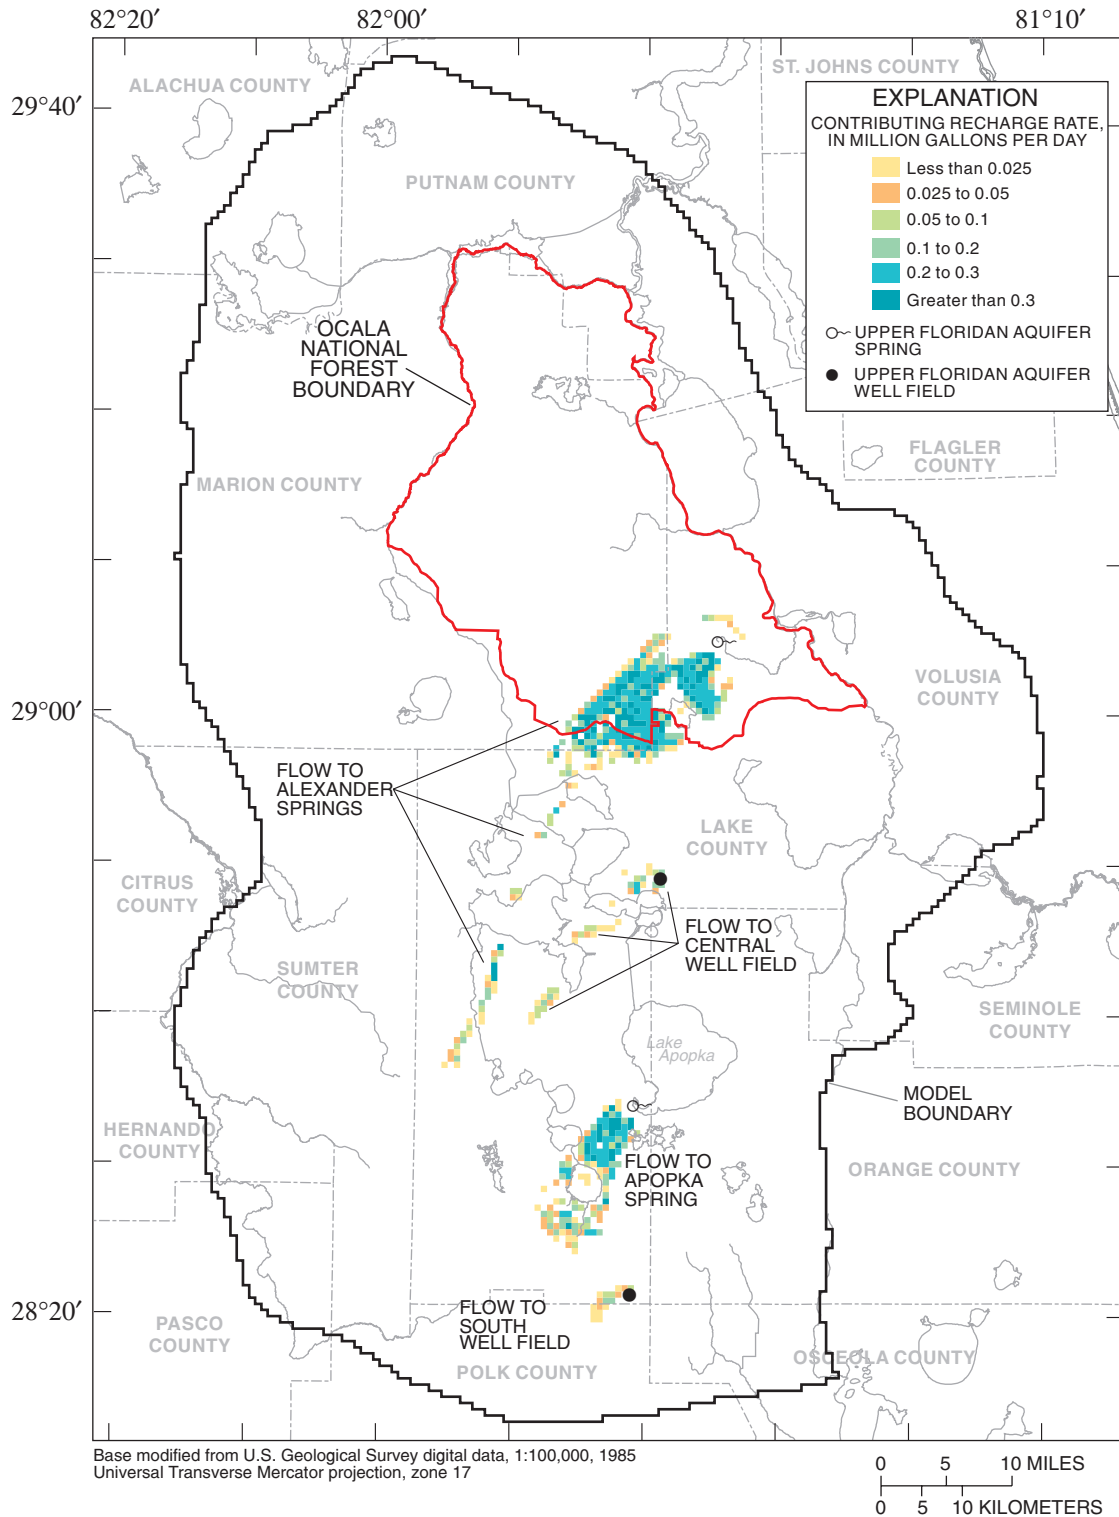 82°20′
82°00′
81°10′
29°40′
29°00′
28°20′
ALACHUA COUNTY
ST. JOHNS COUNTY
PUTNAM COUNTY
EXPLANATION
CONTRIBUTING RECHARGE RATE,
IN MILLION GALLONS PER DAY
Less than 0.025
0.025 to 0.05
0.05 to 0.1
0.1 to 0.2
0.2 to 0.3
Greater than 0.3
UPPER FLORIDAN AQUIFER
SPRING
UPPER FLORIDAN AQUIFER
WELL FIELD
OCALA
NATIONAL
FOREST
BOUNDARY
FLAGLER
COUNTY
MARION COUNTY
VOLUSIA
COUNTY
FLOW TO
ALEXANDER
SPRINGS
LAKE
COUNTY
CITRUS
COUNTY
FLOW TO
CENTRAL
WELL FIELD
SUMTER
COUNTY
SEMINOLE
COUNTY
Lake
Apopka
MODEL
BOUNDARY
HERNANDO
COUNTY
FLOW TO
APOPKA
SPRING
ORANGE COUNTY
FLOW TO
SOUTH
WELL FIELD
PASCO
COUNTY
POLK COUNTY
OSCEOLA COUNTY
Base modified from U.S. Geological Survey digital data, 1:100,000, 1985
Universal Transverse Mercator projection, zone 17
0 5 10 MILES
0 5 10 KILOMETERS